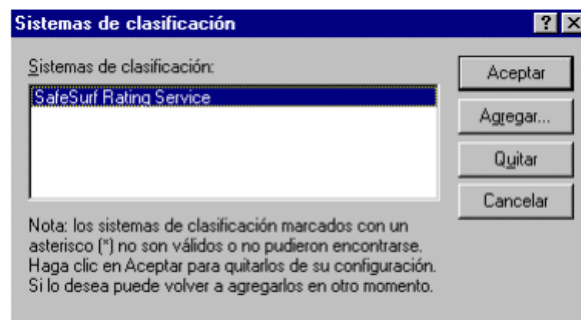 Sistemas de clasificación
Sistemas de clasificación:
SafeSurf Rating Service
Aceptar
Agregar...
Quitar
Cancelar
Nota: los sistemas de clasificación marcados con un
asterisco (*) no son válidos o no pudieron encontrarse.
Haga clic en Aceptar para quitarlos de su configuración.
Si lo desea puede volver a agregarlos en otro momento.